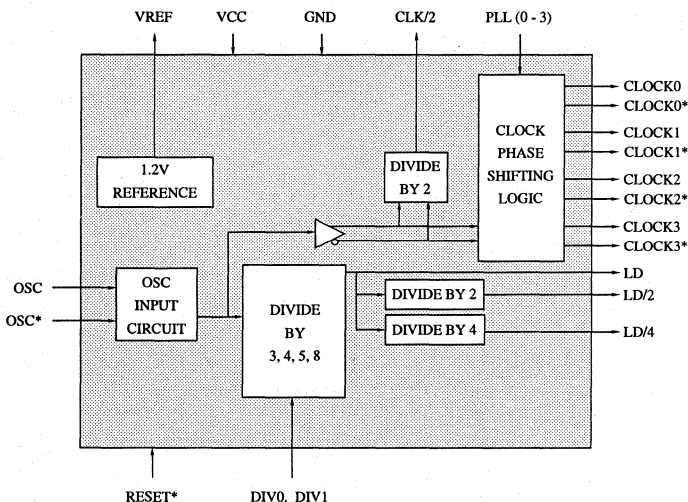 VREF VCC GND CLK/2 PLL (0 - 3)
CLOCK0
CLOCK0*
CLOCK1
CLOCK1*
CLOCK2
CLOCK2*
CLOCK3
CLOCK3*
CLOCK
PHASE
SHIFTING
LOGIC
DIVIDE
BY 2
1.2V
REFERENCE
OSC
OSC*
OSC
INPUT
CIRCUIT
DIVIDE
BY
3, 4, 5, 8
DIVIDE BY 2
DIVIDE BY 4
LD
LD/2
LD/4
RESET* DIV0, DIV1